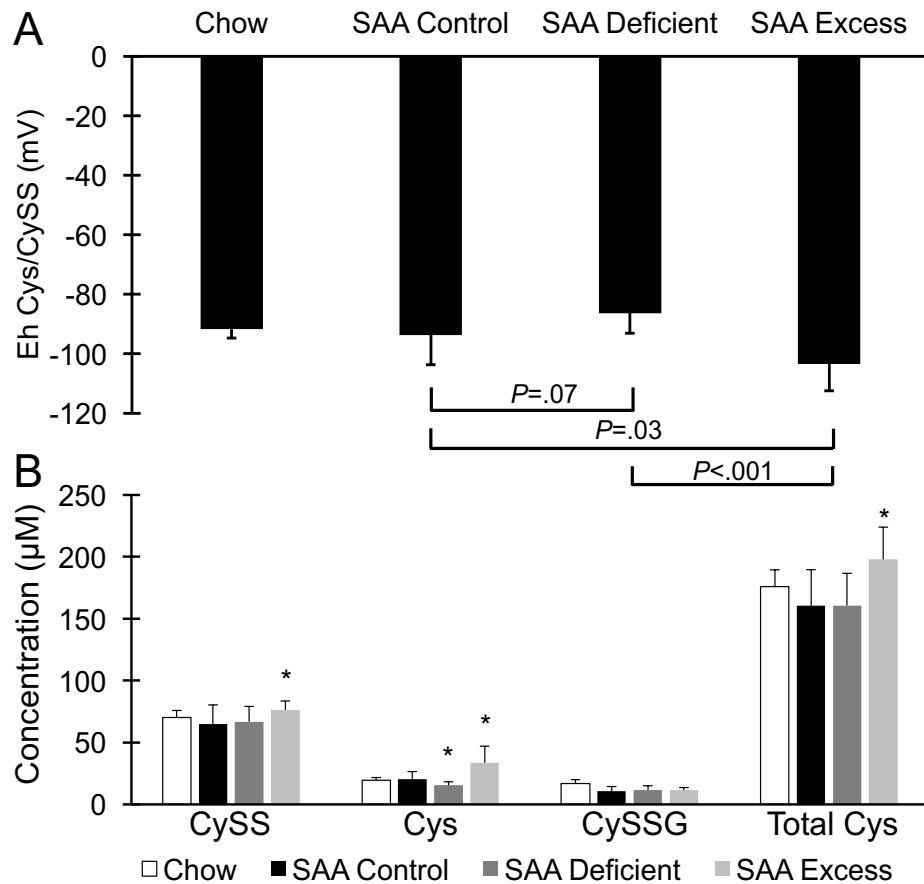 A
Chow SAA Control SAA Deficient SAA Excess
Eh Cys/CySS (mV)
0
-20
-40
-60
-80
-100
-120
P=.07
P=.03
P<.001
B
Concentration (µM)
250
200
150
100
50
0
*
*
*
*
CySS Cys CySSG Total Cys
Chow SAA Control SAA Deficient SAA Excess